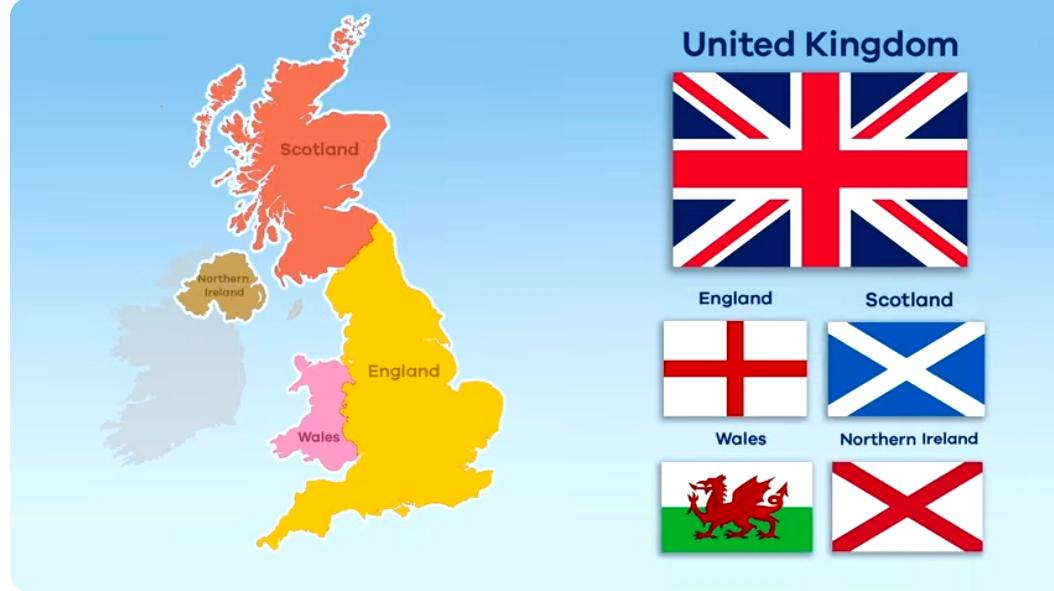 United Kingdom
Scotland
Northern
Ireland
England
Wales
England
Scotland
Wales
Northern Ireland